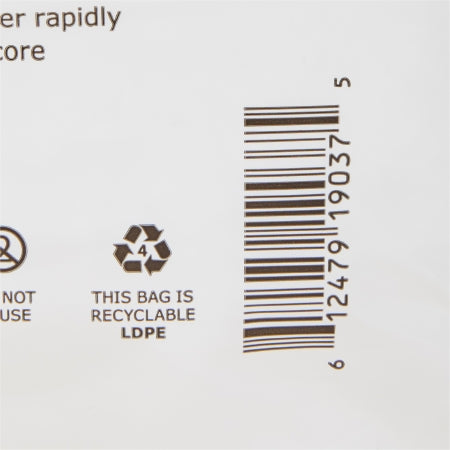 er rapidly
core
4
NOT
USE
THIS BAG IS
RECYCLABLE
LDPE
6 12479 19037 5